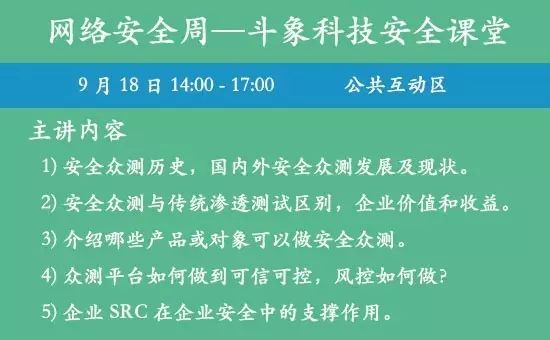 网络安全周—斗象科技安全课堂
9 月 18 日 14:00 - 17:00 公共互动区
主讲内容
1) 安全众测历史，国内外安全众测发展及现状。
2) 安全众测与传统渗透测试区别，企业价值和收益。
3) 介绍哪些产品或对象可以做安全众测。
4) 众测平台如何做到可信可控，风控如何做?
5) 企业 SRC 在企业安全中的支撑作用。